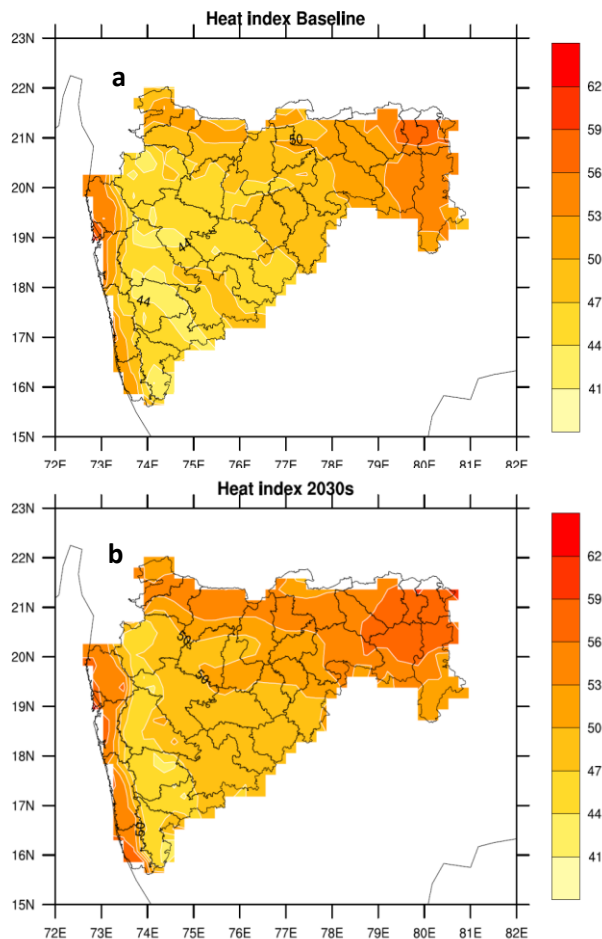 Heat index Baseline
a
23N
22N
21N
20N
19N
18N
17N
16N
15N
50
44
44
72E 73E 74E 75E 76E 77E 78E 79E 80E 81E 82E
62
59
56
53
50
47
44
41
Heat index 2030s
b
23N
22N
21N
20N
19N
18N
17N
16N
15N
50
50
50
72E 73E 74E 75E 76E 77E 78E 79E 80E 81E 82E
62
59
56
53
50
47
44
41